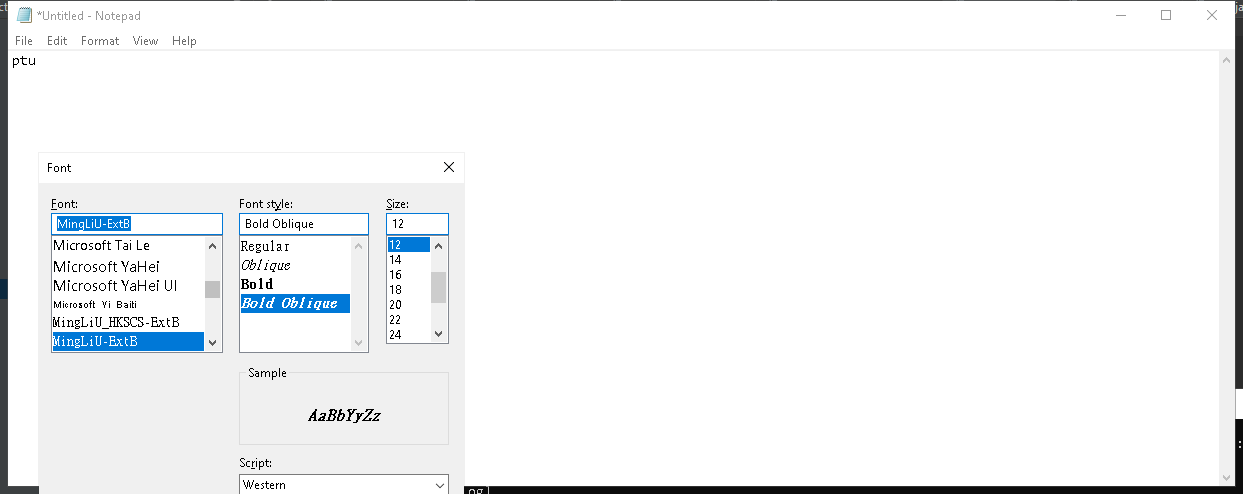 *Untitled - Notepad
File Edit Format View Help
ptu
Font
Font: Font style: Size:
MingLiU-ExtB Bold Oblique 12
Microsoft Tai Le Regular 12
Microsoft YaHei Oblique 14
Microsoft YaHei UI Bold 16
Microsoft Yi Baiti Bold Oblique 18
MingLiU_HKSCS-ExtB 20
MingLiU-ExtB 22
24
Sample
AaBbYyZz
Script:
Western